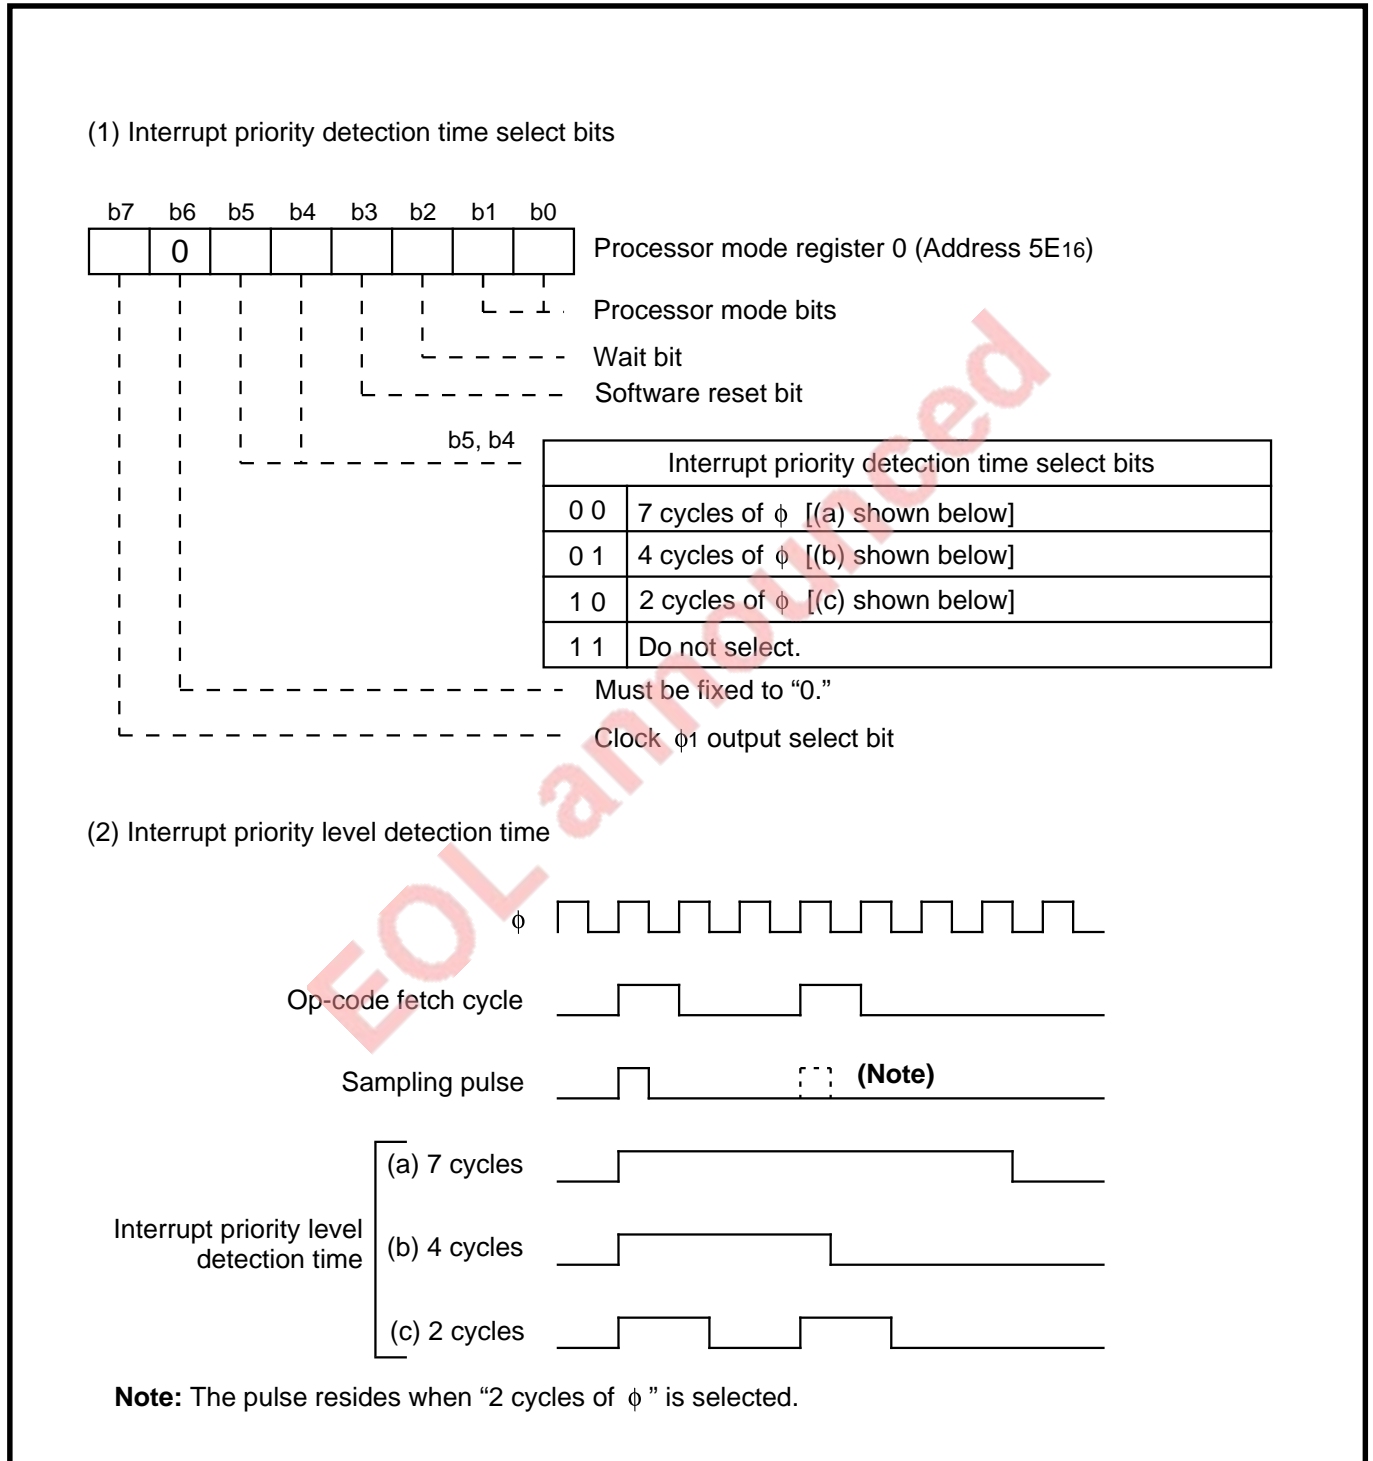 (1) Interrupt priority detection time select bits
b7 b6 b5 b4 b3 b2 b1 b0
0
Processor mode register 0 (Address 5E16)
Processor mode bits
Wait bit
Software reset bit
b5, b4
Interrupt priority detection time select bits
0 0 7 cycles of ϕ [(a) shown below]
0 1 4 cycles of ϕ [(b) shown below]
1 0 2 cycles of ϕ [(c) shown below]
1 1 Do not select.
Must be fixed to “0.”
Clock ϕ1 output select bit
EOL announced
(2) Interrupt priority level detection time
ϕ
Op-code fetch cycle
Sampling pulse
(Note)
(a) 7 cycles
Interrupt priority level
detection time
(b) 4 cycles
(c) 2 cycles
Note: The pulse resides when “2 cycles of ϕ ” is selected.